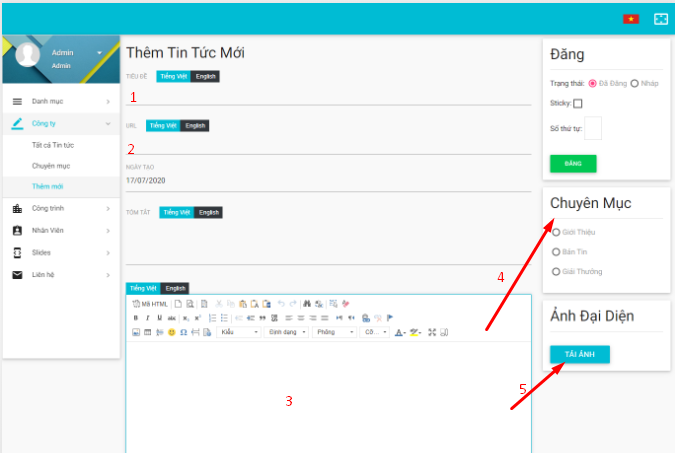 Admin
Admin
Danh mục
Công ty
Tất cả Tin tức
Chuyên mục
Thêm mới
Công trình
Nhân Viên
Slides
Liên hệ
Thêm Tin Tức Mới
TIÊU ĐỀ Tiếng Việt English
1
URL Tiếng Việt English
2
NGÀY TẠO
17/07/2020
TÓM TẮT Tiếng Việt English
Tiếng Việt English
Mã HTML
Kiểu Định dạng Phông Cỡ...
3
Đăng
Trạng thái: Đã Đăng Nháp
Sticky:
Số thứ tự:
ĐĂNG
Chuyên Mục
Giới Thiệu
Bản Tin
Giải Thưởng
4
Ảnh Đại Diện
TẢI ẢNH
5